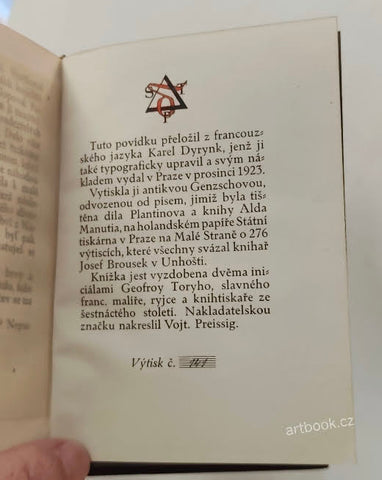 S T O P
Tuto povídku přeložil z francouz-
ského jazyka Karel Dyrynk, jenž ji
také typograficky upravil a svým ná-
kladem vydal v Praze v prosinci 1923.
Vytiskla ji antikvou Genzschovou,
odvozenou od písem, jimiž byla tiš-
těna díla Plantinova a knihy Alda
Manutia, na holandském papíře Státní
tiskárna v Praze na Malé Straně o 276
výtiscích, které všechny svázal knihař
Josef Brousek v Unhošti.
Knížka jest vyzdobena dvěma ini-
ciálami Geofroy Toryho, slavného
franc. malíře, ryjce a knihtiskaře ze
šestnáctého století. Nakladatelskou
značku nakreslil Vojt. Preissig.
Výtisk č.
artbook.cz